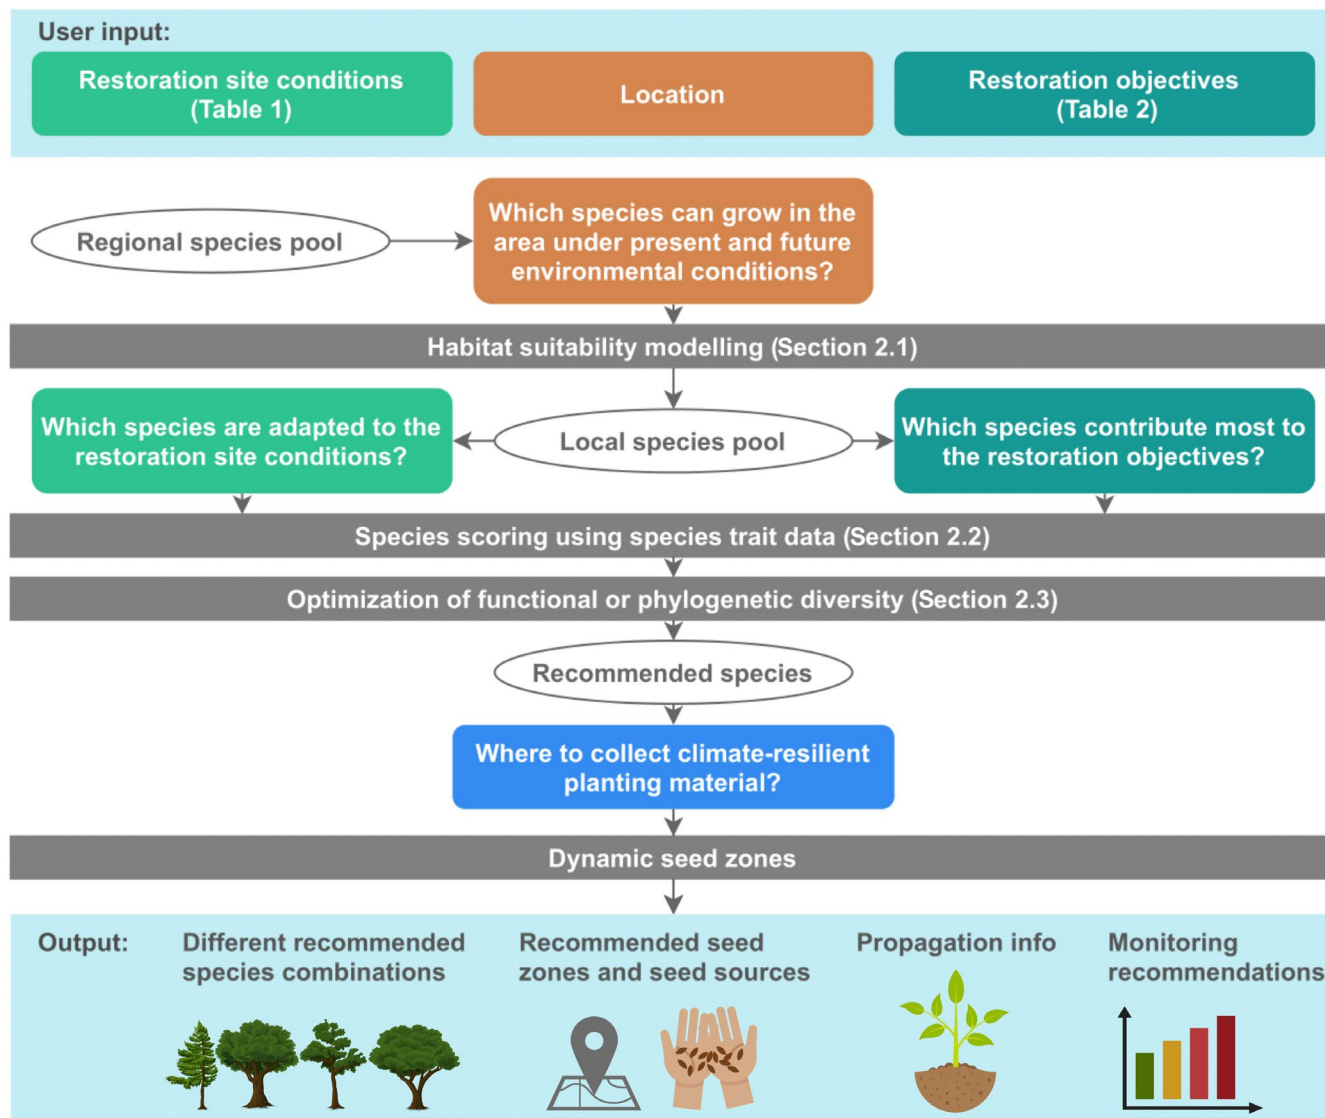 User input:
Restoration site conditions
(Table 1)
Location
Restoration objectives
(Table 2)
Regional species pool
Which species can grow in the
area under present and future
environmental conditions?
Habitat suitability modelling (Section 2.1)
Which species are adapted to the
restoration site conditions?
Local species pool
Which species contribute most to
the restoration objectives?
Species scoring using species trait data (Section 2.2)
Optimization of functional or phylogenetic diversity (Section 2.3)
Recommended species
Where to collect climate-resilient
planting material?
Dynamic seed zones
Output:
Different recommended
species combinations
Recommended seed
zones and seed sources
Propagation info
Monitoring
recommendations